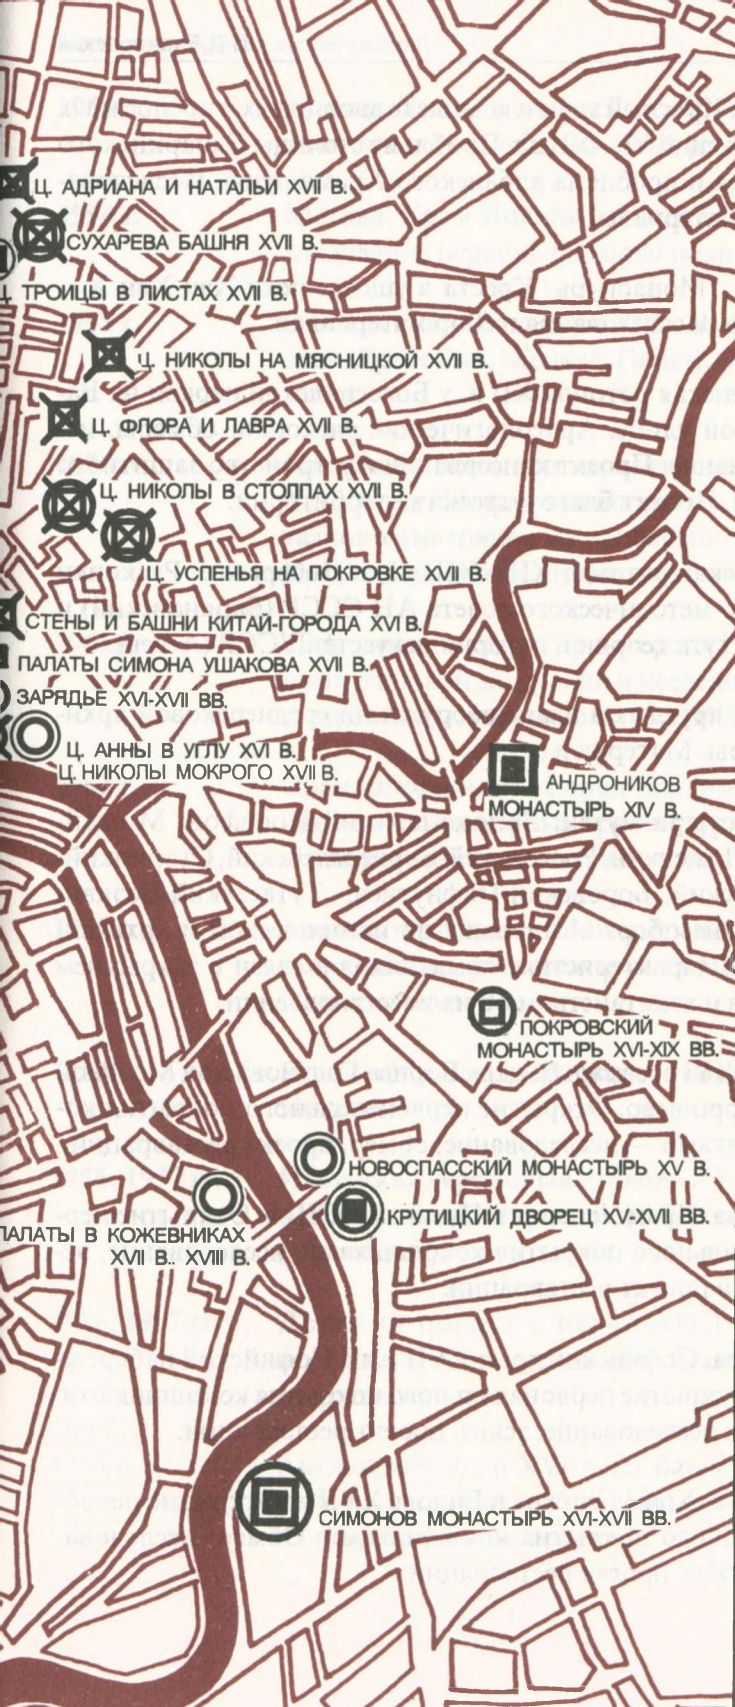 Ц. АДРИАНА И НАТАЛЬИ XVII В.
СУХАРЕВА БАШНЯ XVII В.
Ц. ТРОИЦЫ В ЛИСТАХ XVII В.
Ц. НИКОЛЫ НА МЯСНИЦКОЙ XVII В.
Ц. ФЛОРА И ЛАВРА XVII В.
Ц. НИКОЛЫ В СТОЛПАХ XVII В.
Ц. УСПЕНЬЯ НА ПОКРОВКЕ XVII В.
СТЕНЫ И БАШНИ КИТАЙ-ГОРОДА XVI В.
ПАЛАТЫ СИМОНА УШАКОВА XVII В.
ЗАРЯДЬЕ XVI-XVII ВВ.
Ц. АННЫ В УГЛУ XVI В.
Ц. НИКОЛЫ МОКРОГО XVII В.
АНДРОНИКОВ
МОНАСТЫРЬ XIV В.
ПОКРОВСКИЙ
МОНАСТЫРЬ XVI-XIX ВВ.
НОВОСПАССКИЙ МОНАСТЫРЬ XV В.
КРУТИЦКИЙ ДВОРЕЦ XV-XVII ВВ.
ПАЛАТЫ В КОЖЕВНИКАХ
XVII В.. XVIII В.
СИМОНОВ МОНАСТЫРЬ XVI-XVII ВВ.